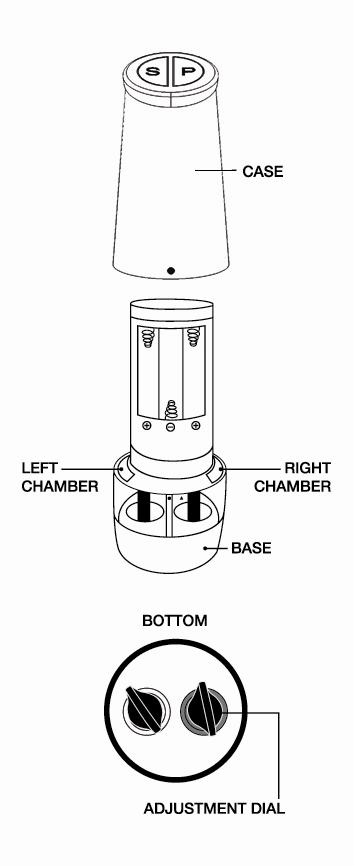 S P
CASE
LEFT
CHAMBER
RIGHT
CHAMBER
BASE
BOTTOM
ADJUSTMENT DIAL